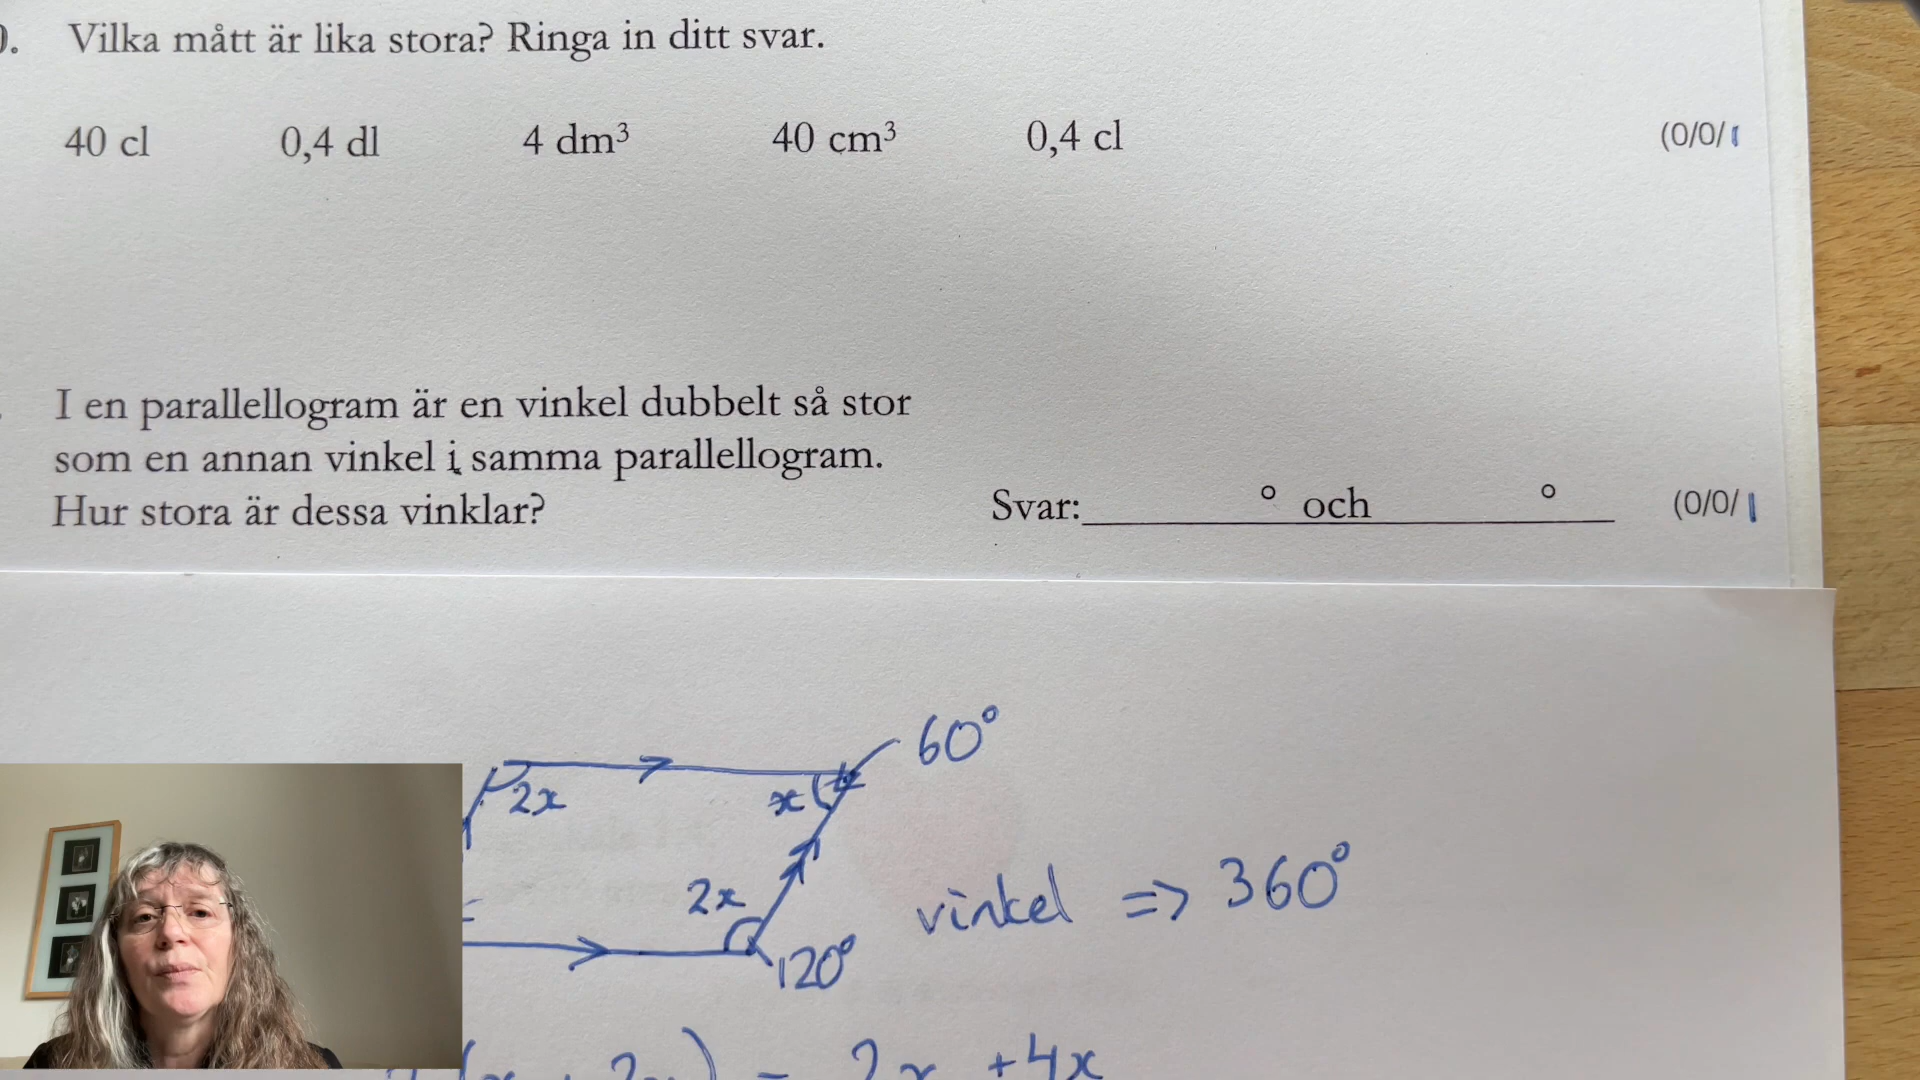 Vilka mått är lika stora? Ringa in ditt svar.
40 cl 0,4 dl 4 dm³ 40 cm³ 0,4 cl (0/0/1
I en parallellogram är en vinkel dubbelt så stor
som en annan vinkel i samma parallellogram.
Hur stora är dessa vinklar? Svar: ° och ° (0/0/1
60°
2x x
2x vinkel => 360°
120°
= 2x + 4x